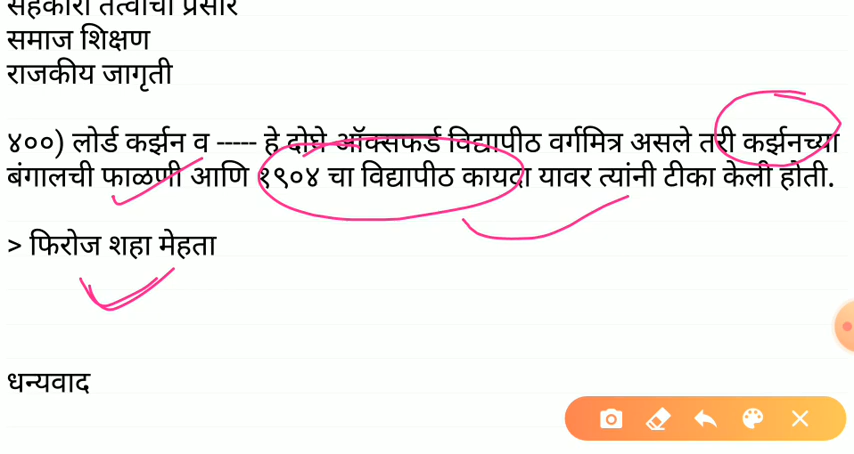 सहकारी तत्वाचा प्रसार
समाज शिक्षण
राजकीय जागृती
४००) लोर्ड कर्झन व ----- हे दोघे ऑक्सफर्ड विद्यापीठ वर्गमित्र असले तरी कर्झनच्या
बंगालची फाळणी आणि १९०४ चा विद्यापीठ कायदा यावर त्यांनी टीका केली होती.
> फिरोज शहा मेहता
धन्यवाद